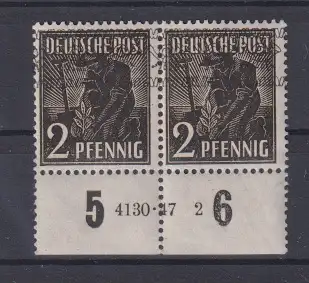 DEUTSCHE POST DEUTSCHE POST
2 PFENNIG 2 PFENNIG
5 4130·47 2 6